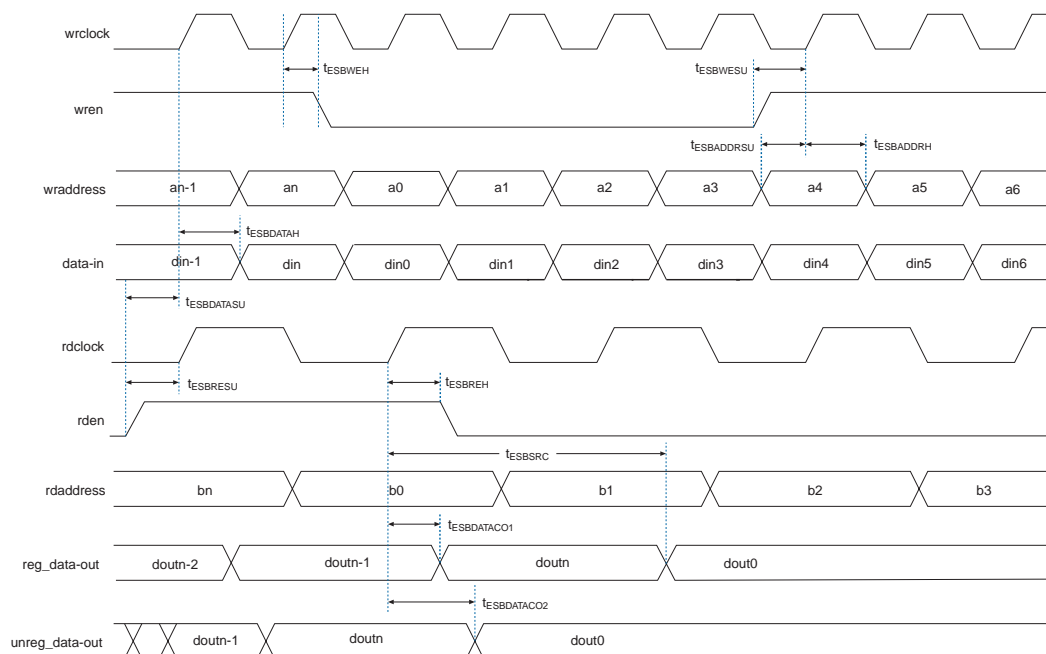 wrclock
tESBWEH
tESBWESU
wren
tESBADDRSU
tESBADDRH
wraddress an-1 an a0 a1 a2 a3 a4 a5 a6
tESBDATAH
data-in din-1 din din0 din1 din2 din3 din4 din5 din6
tESBDATASU
rdclock
tESBRESU
tESBREH
rden
tESBSRC
rdaddress bn b0 b1 b2 b3
tESBDATACO1
reg_data-out doutn-2 doutn-1 doutn dout0
tESBDATACO2
unreg_data-out doutn-1 doutn dout0